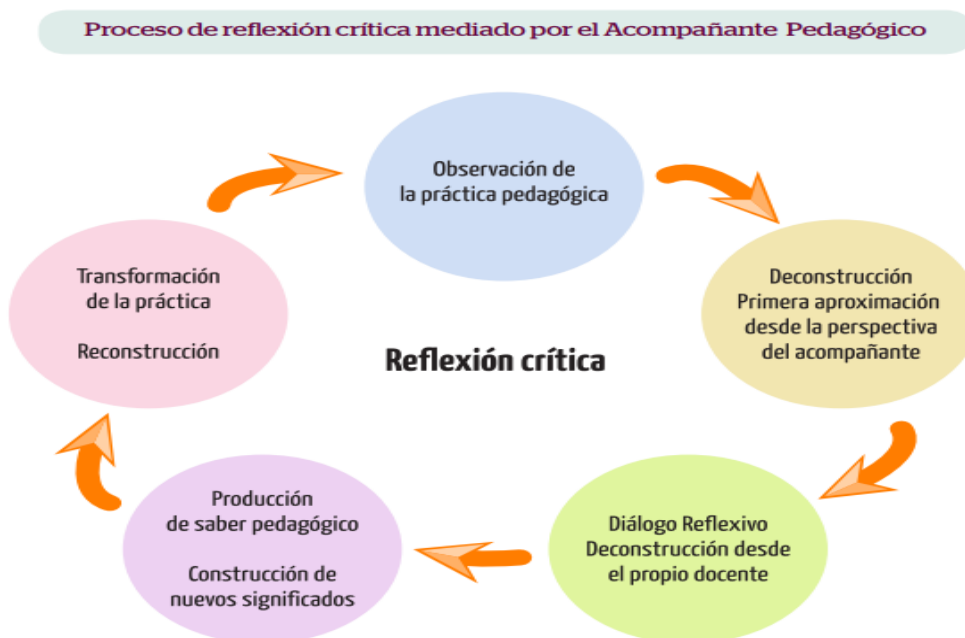 Proceso de reflexión crítica mediado por el Acompañante Pedagógico
Observación de
la práctica pedagógica
Deconstrucción
Primera aproximación
desde la perspectiva
del acompañante
Diálogo Reflexivo
Deconstrucción desde
el propio docente
Producción
de saber pedagógico
Construcción de
nuevos significados
Transformación
de la práctica
Reconstrucción
Reflexión crítica